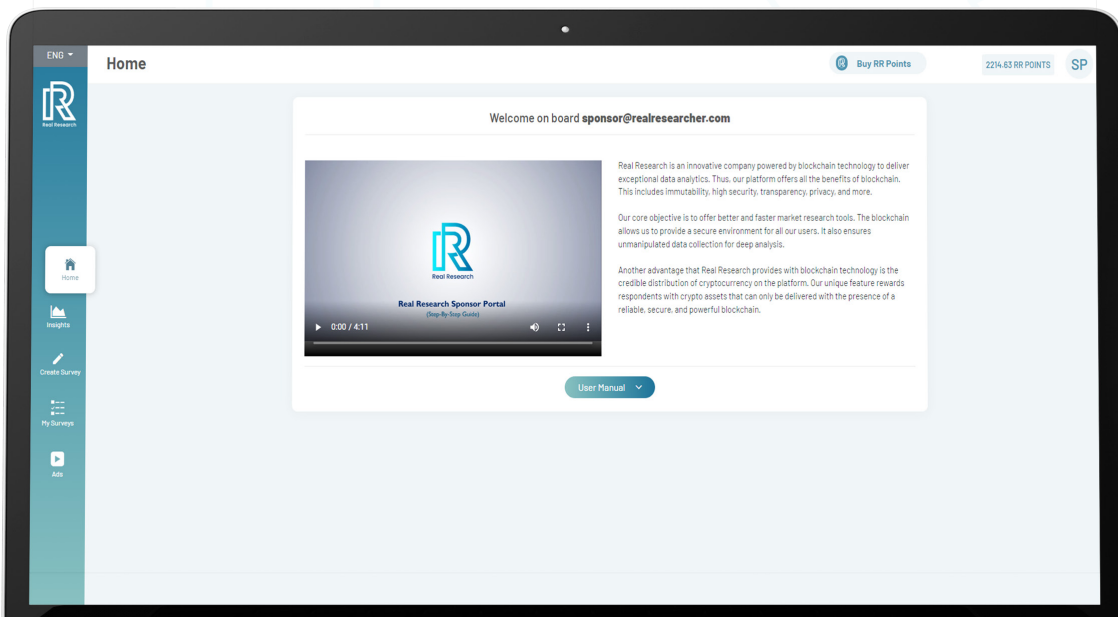 ENG
Home
Buy RR Points
2214.63 RR POINTS
SP
Real Research
Home
Insights
Create Survey
My Surveys
Ads
Welcome on board sponsor@realresearcher.com
Real Research
Real Research Sponsor Portal
(Step-By-Step Guide)
0:00 / 4:11
Real Research is an innovative company powered by blockchain technology to deliver
exceptional data analytics. Thus, our platform offers all the benefits of blockchain.
This includes immutability, high security, transparency, privacy, and more.
Our core objective is to offer better and faster market research tools. The blockchain
allows us to provide a secure environment for all our users. It also ensures
unmanipulated data collection for deep analysis.
Another advantage that Real Research provides with blockchain technology is the
credible distribution of cryptocurrency on the platform. Our unique feature rewards
respondents with crypto assets that can only be delivered with the presence of a
reliable, secure, and powerful blockchain.
User Manual